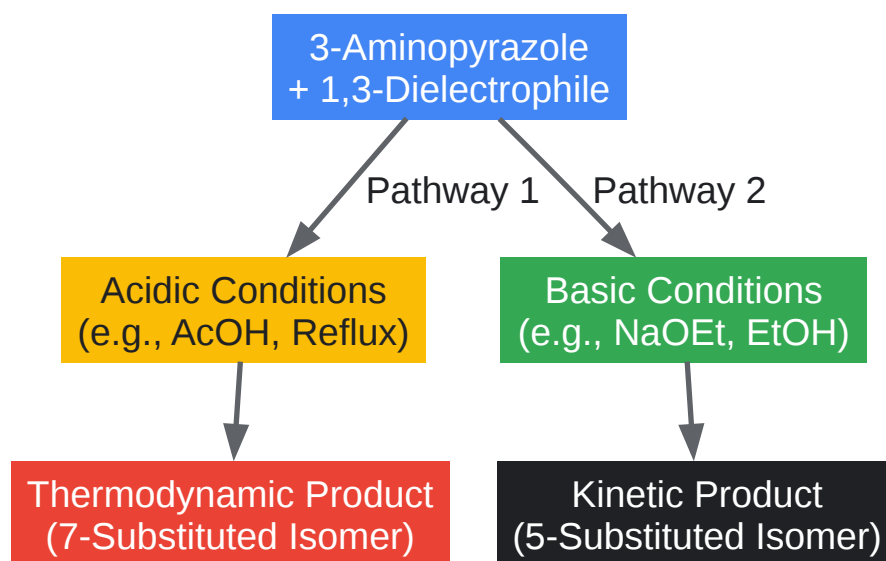 3-Aminopyrazole
+ 1,3-Dielectrophile
Pathway 1
Pathway 2
Acidic Conditions
(e.g., AcOH, Reflux)
Basic Conditions
(e.g., NaOEt, EtOH)
Thermodynamic Product
(7-Substituted Isomer)
Kinetic Product
(5-Substituted Isomer)